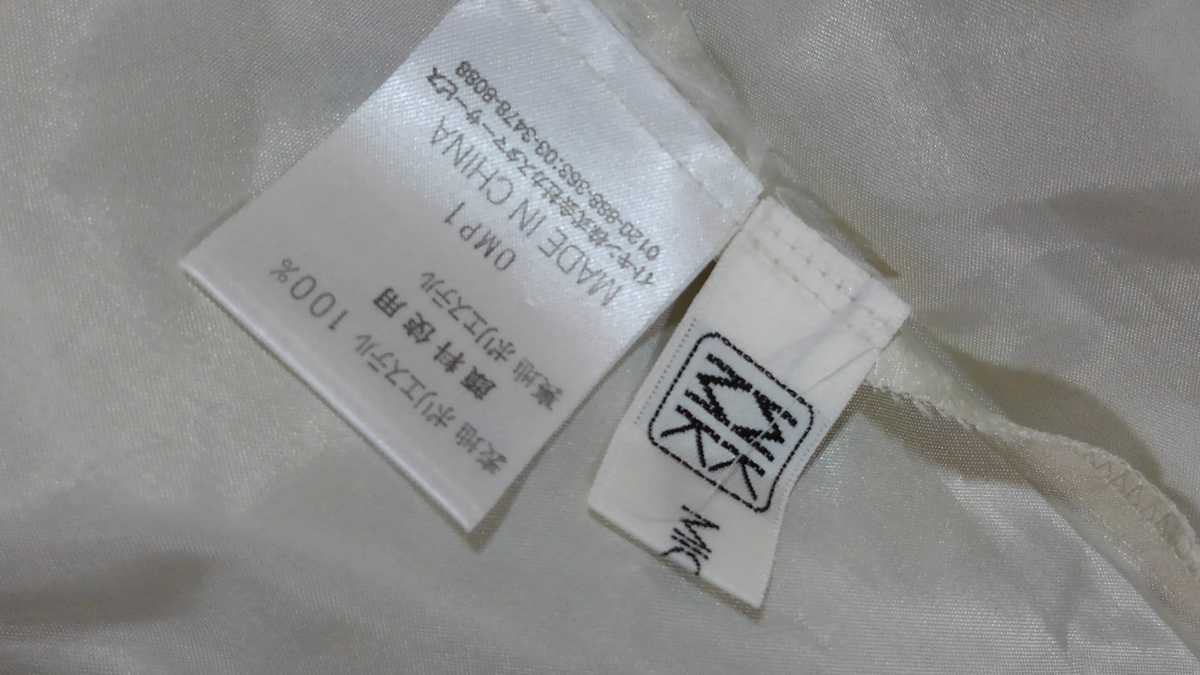 表地 ポリエステル 100%
顔料使用
裏地 ポリエステル
0MP1
MADE IN CHINA
イトキン株式会社カスタマーサービス
0120-888-363:03-3478-8088
MK
MK
MK